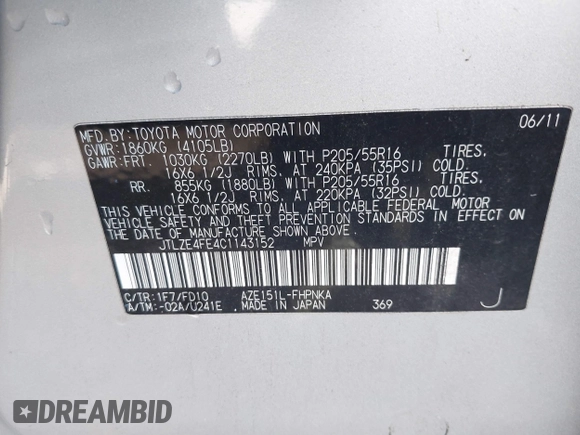 MFD.BY:TOYOTA MOTOR CORPORATION 06/11
GVWR:1860KG (4105LB)
GAWR:FRT. 1030KG (2270LB) WITH P205/55R16 TIRES,
16X6 1/2J RIMS, AT 240KPA (35PSI) COLD.
RR. 855KG (1880LB) WITH P205/55R16 TIRES,
16X6 1/2J RIMS, AT 220KPA (32PSI) COLD.
THIS VEHICLE CONFORMS TO ALL APPLICABLE FEDERAL MOTOR
VEHICLE SAFETY AND THEFT PREVENTION STANDARDS IN EFFECT ON
THE DATE OF MANUFACTURE SHOWN ABOVE.
JTLZE4FE4C1143152 MPV
C/TR:1F7/FD10 AZE151L-FHPNKA
A/TM:-02A/U241E MADE IN JAPAN 369 J
DREAMBID